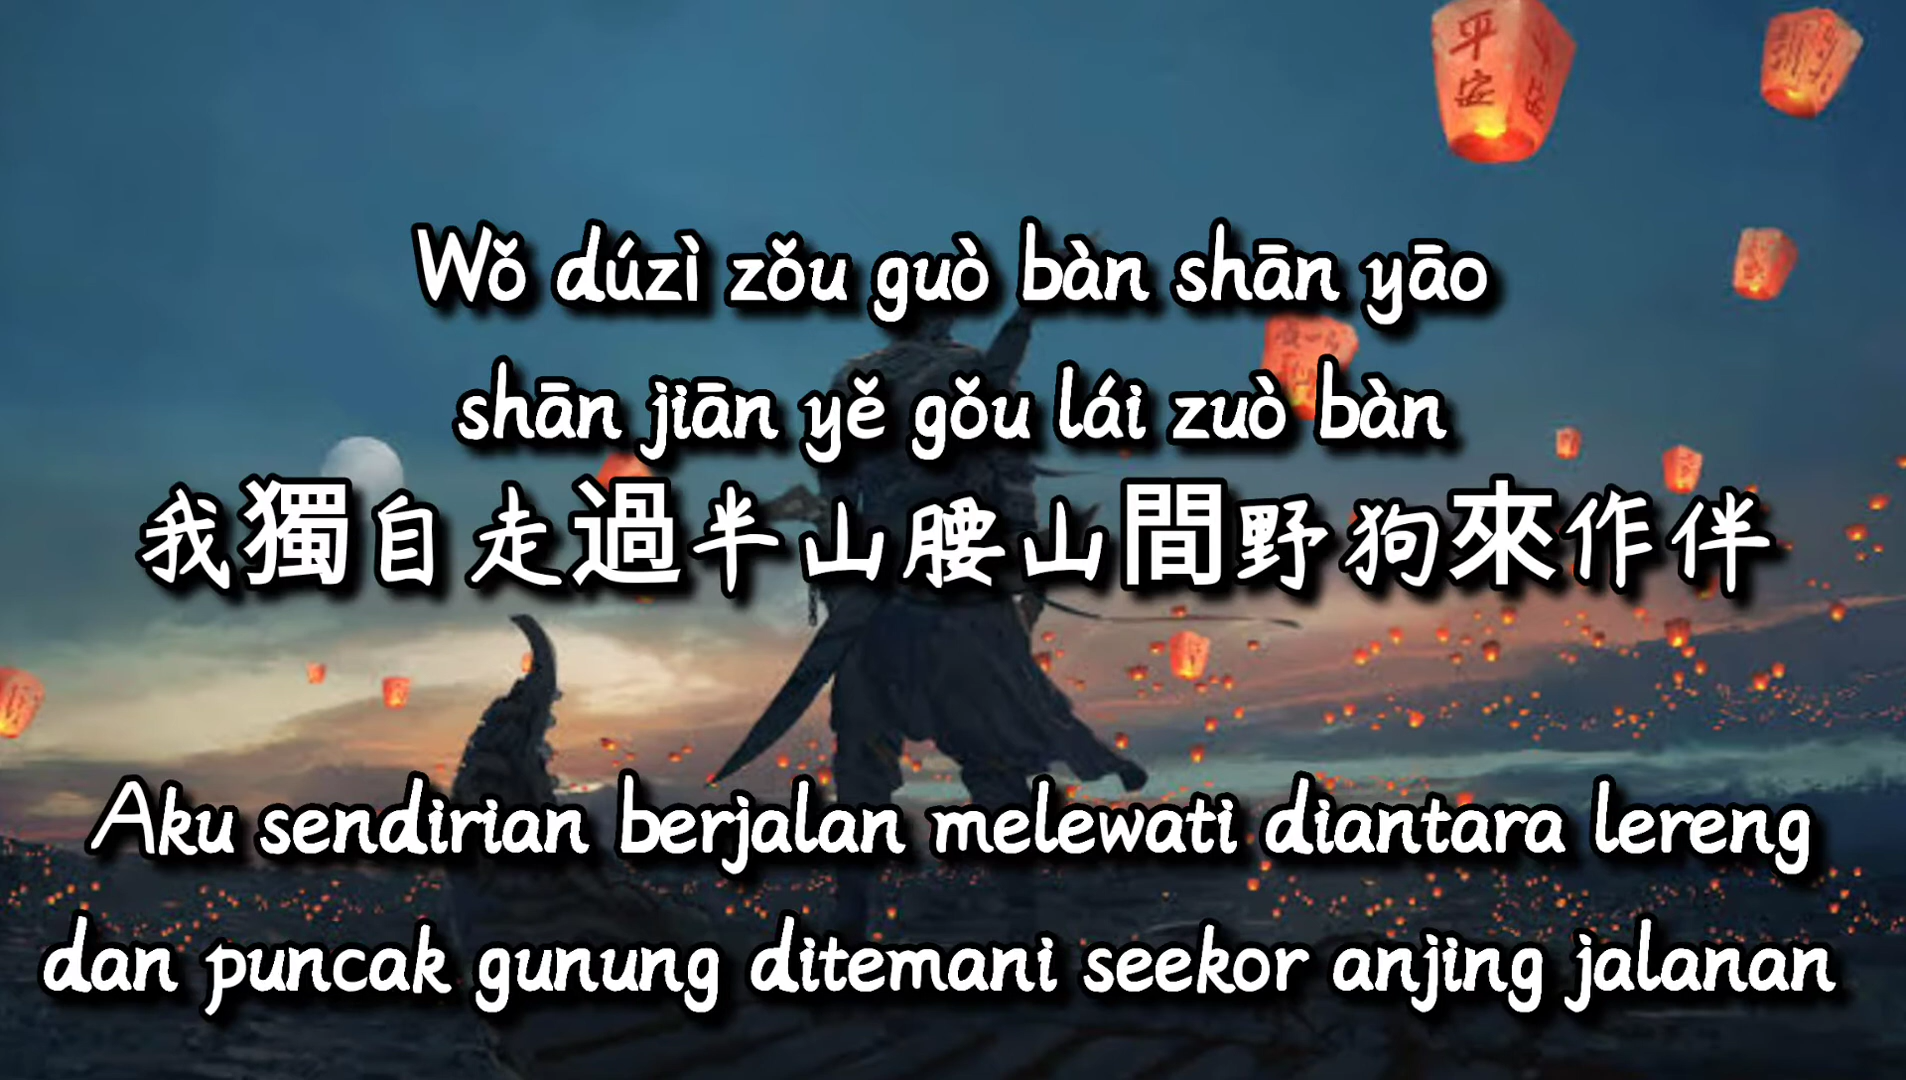 平安
Wǒ dúzì zǒu guò bàn shān yāo
shān jiān yě gǒu lái zuò bàn
我獨自走過半山腰山間野狗來作伴
Aku sendirian berjalan melewati diantara lereng
dan puncak gunung ditemani seekor anjing jalanan